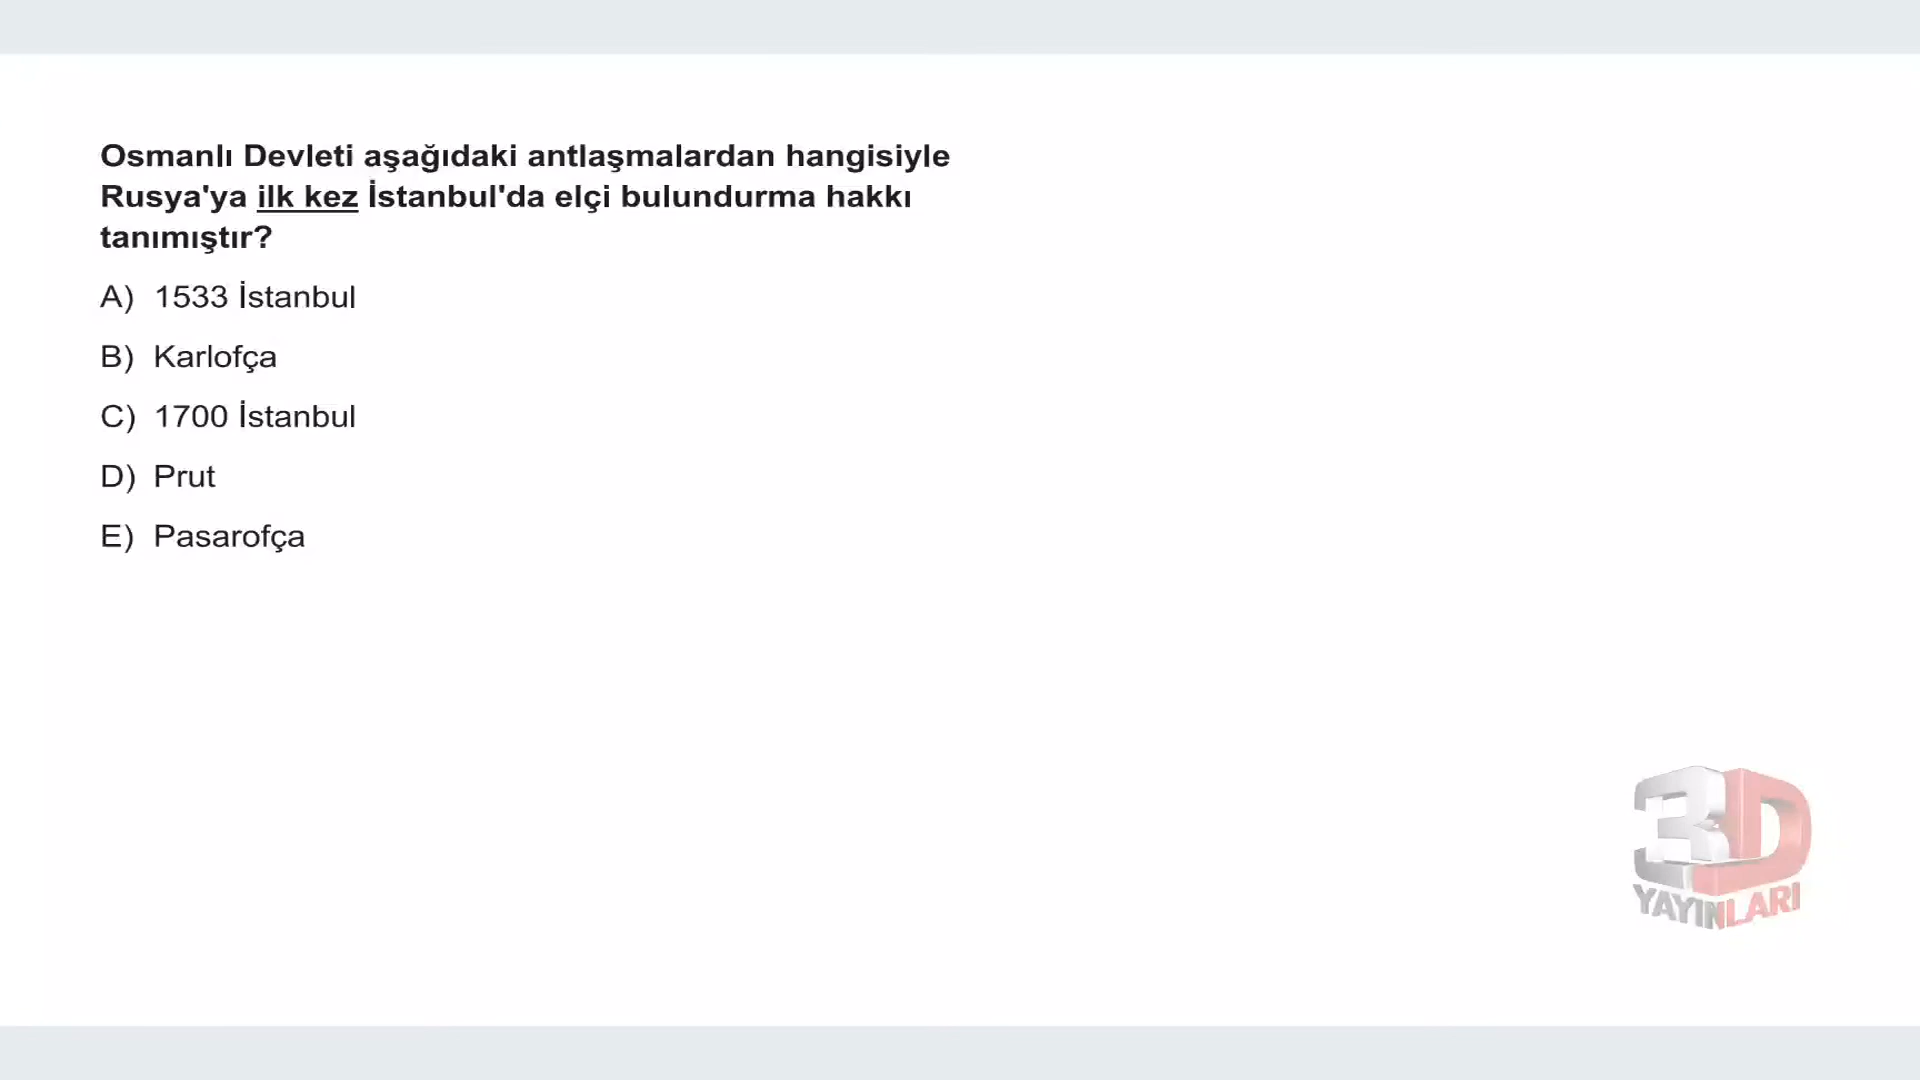 Osmanlı Devleti aşağıdaki antlaşmalardan hangisiyle
Rusya'ya ilk kez İstanbul'da elçi bulundurma hakkı
tanımıştır?
A) 1533 İstanbul
B) Karlofça
C) 1700 İstanbul
D) Prut
E) Pasarofça
3D
YAYINLARI